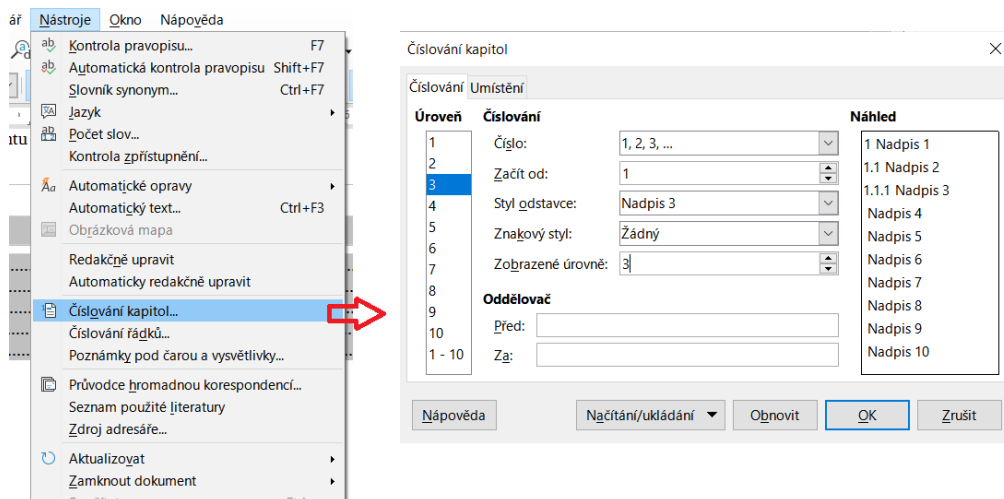 ář Nástroje Okno Nápověda
Kontrola pravopisu... F7
Automatická kontrola pravopisu Shift+F7
Slovník synonym... Ctrl+F7
Jazyk
ntu Počet slov...
Kontrola zpřístupnění...
Automatické opravy
Automatický text... Ctrl+F3
Obrázková mapa
Redakčně upravit
Automaticky redakčně upravit
Číslování kapitol...
Číslování řádků...
Poznámky pod čarou a vysvětlivky...
Průvodce hromadnou korespondencí...
Seznam použité literatury
Zdroj adresáře...
Aktualizovat
Zamknout dokument
Číslování kapitol
Číslování Umístění
Úroveň
1
2
3
4
5
6
7
8
9
10
1 - 10
Číslování
Číslo: 1, 2, 3, ...
Začít od: 1
Styl odstavce: Nadpis 3
Znakový styl: Žádný
Zobrazené úrovně: 3
Oddělovač
Před:
Za:
Náhled
1 Nadpis 1
1.1 Nadpis 2
1.1.1 Nadpis 3
Nadpis 4
Nadpis 5
Nadpis 6
Nadpis 7
Nadpis 8
Nadpis 9
Nadpis 10
Nápověda Načítání/ukládání Obnovit OK Zrušit